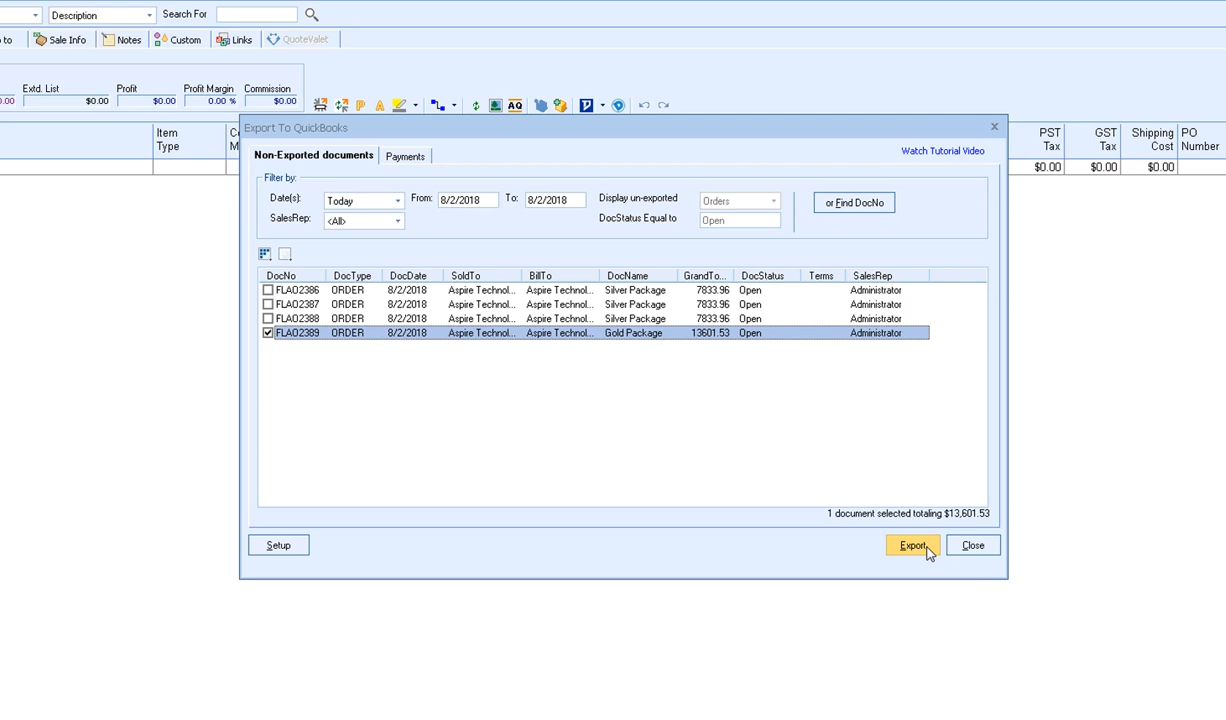 Description Search For
to Sale Info Notes Custom Links QuoteValet
Extd. List Profit Profit Margin Commission
$0.00 $0.00 0.00 % $0.00
P A AQ
Export To QuickBooks
Item Type PST Tax GST Tax Shipping Cost PO Number
$0.00 $0.00 $0.00
Non-Exported documents Payments Watch Tutorial Video
Filter by:
Date(s): Today From: 8/2/2018 To: 8/2/2018 Display un-exported Orders or Find DocNo
SalesRep: <All> DocStatus Equal to Open
DocNo DocType DocDate SoldTo BillTo DocName GrandTo... DocStatus Terms SalesRep
FLAO2386 ORDER 8/2/2018 Aspire Technol... Aspire Technol... Silver Package 7833.96 Open Administrator
FLAO2387 ORDER 8/2/2018 Aspire Technol... Aspire Technol... Silver Package 7833.96 Open Administrator
FLAO2388 ORDER 8/2/2018 Aspire Technol... Aspire Technol... Silver Package 7833.96 Open Administrator
FLAO2389 ORDER 8/2/2018 Aspire Technol... Aspire Technol... Gold Package 13601.53 Open Administrator
1 document selected totaling $13,601.53
Setup Export Close